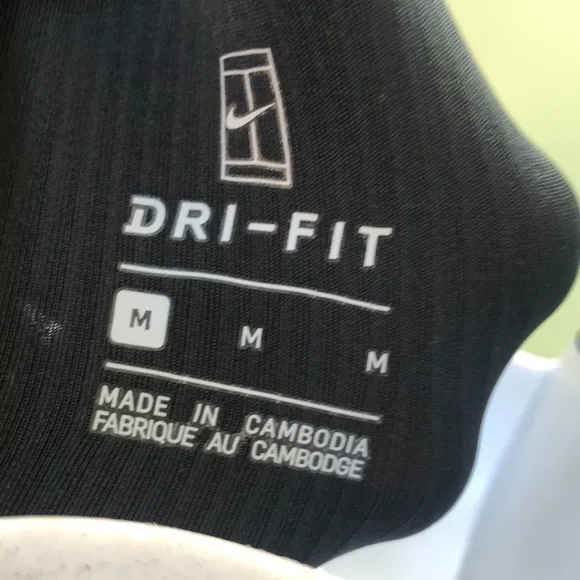 DRI-FIT
M M M
MADE IN CAMBODIA
FABRIQUE AU CAMBODGE